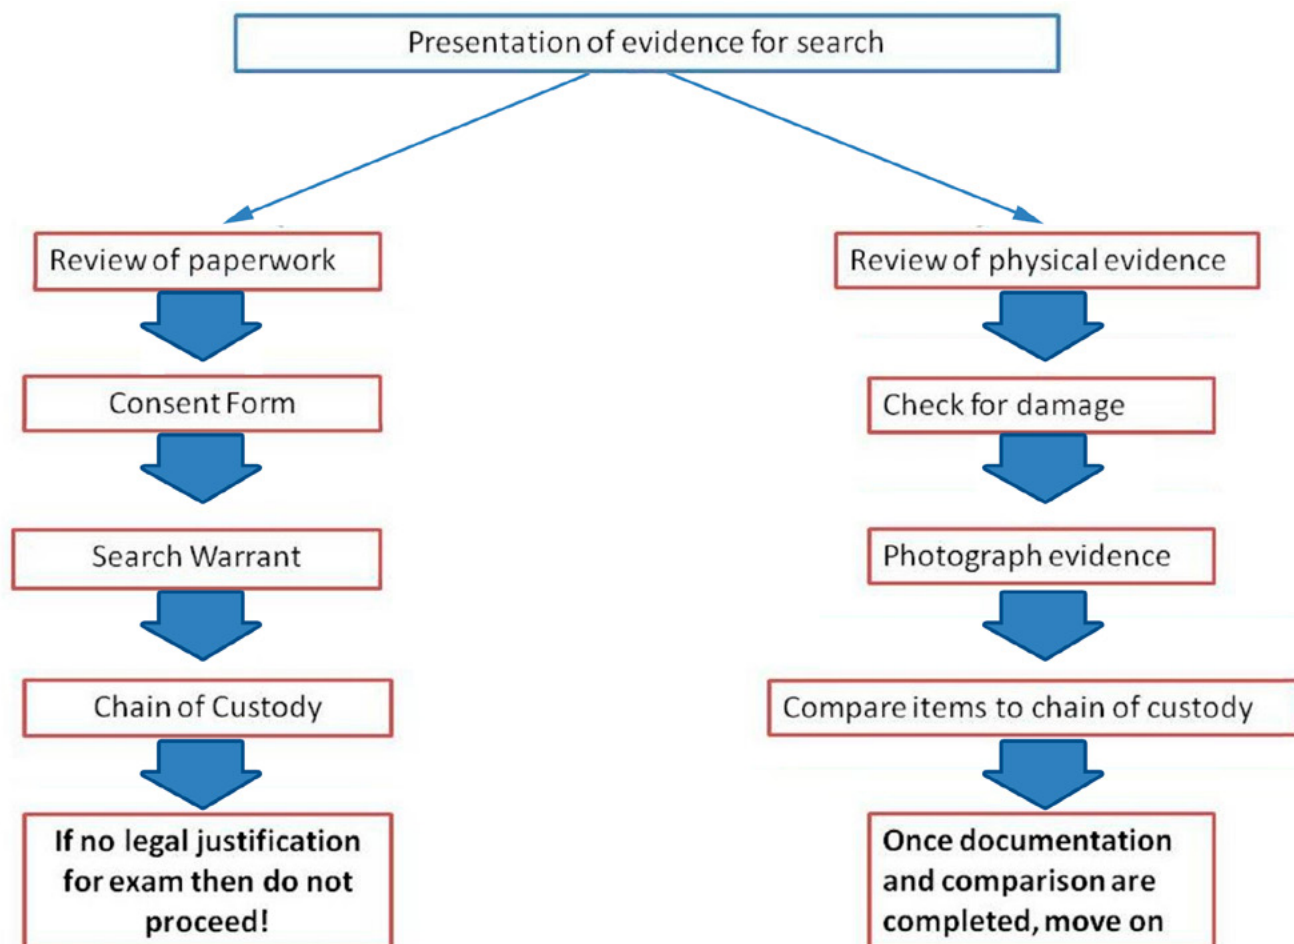 Presentation of evidence for search
Review of paperwork
Consent Form
Search Warrant
Chain of Custody
If no legal justification
for exam then do not
proceed!
Review of physical evidence
Check for damage
Photograph evidence
Compare items to chain of custody
Once documentation
and comparison are
completed, move on